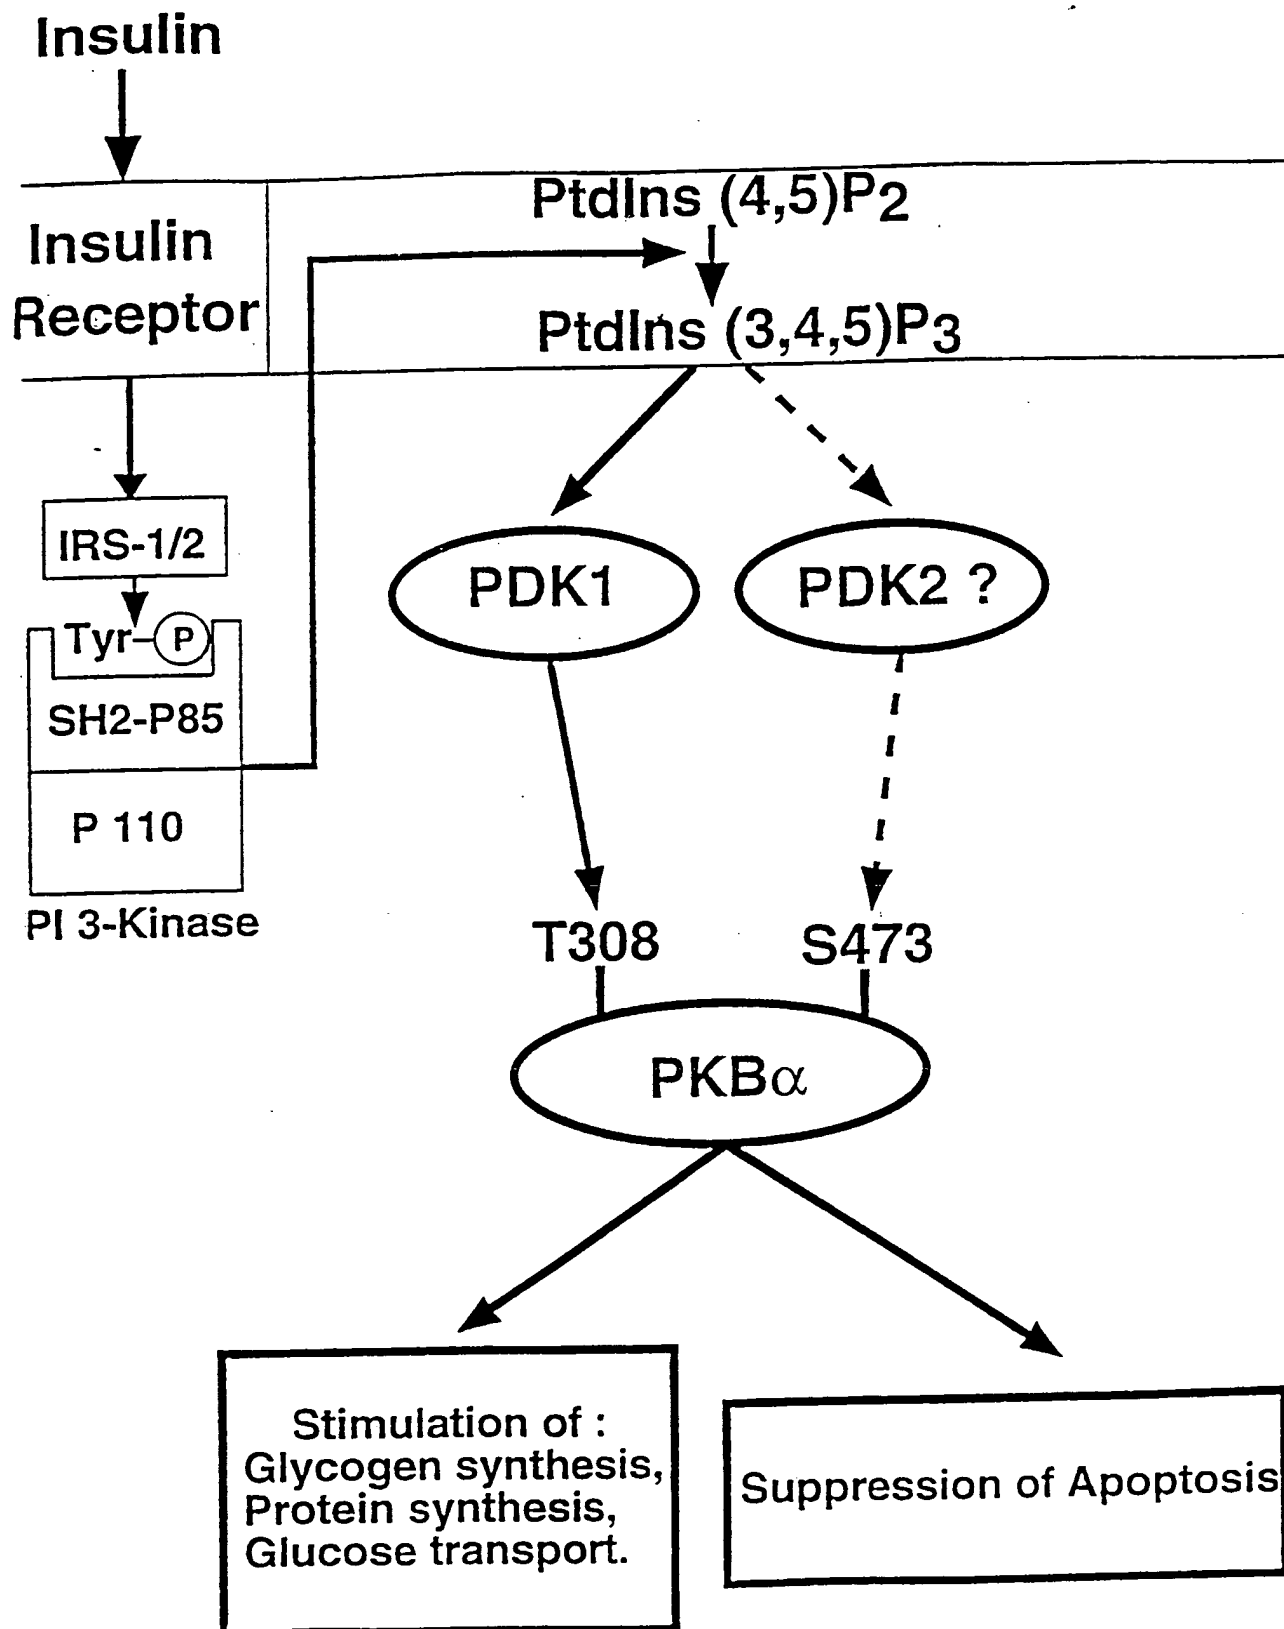 Insulin
Insulin
Receptor
PtdIns (4,5)P2
PtdIns (3,4,5)P3
IRS-1/2
Tyr-P
SH2-P85
P 110
PI 3-Kinase
PDK1
PDK2 ?
T308
S473
PKBα
Stimulation of :
Glycogen synthesis,
Protein synthesis,
Glucose transport.
Suppression of Apoptosis